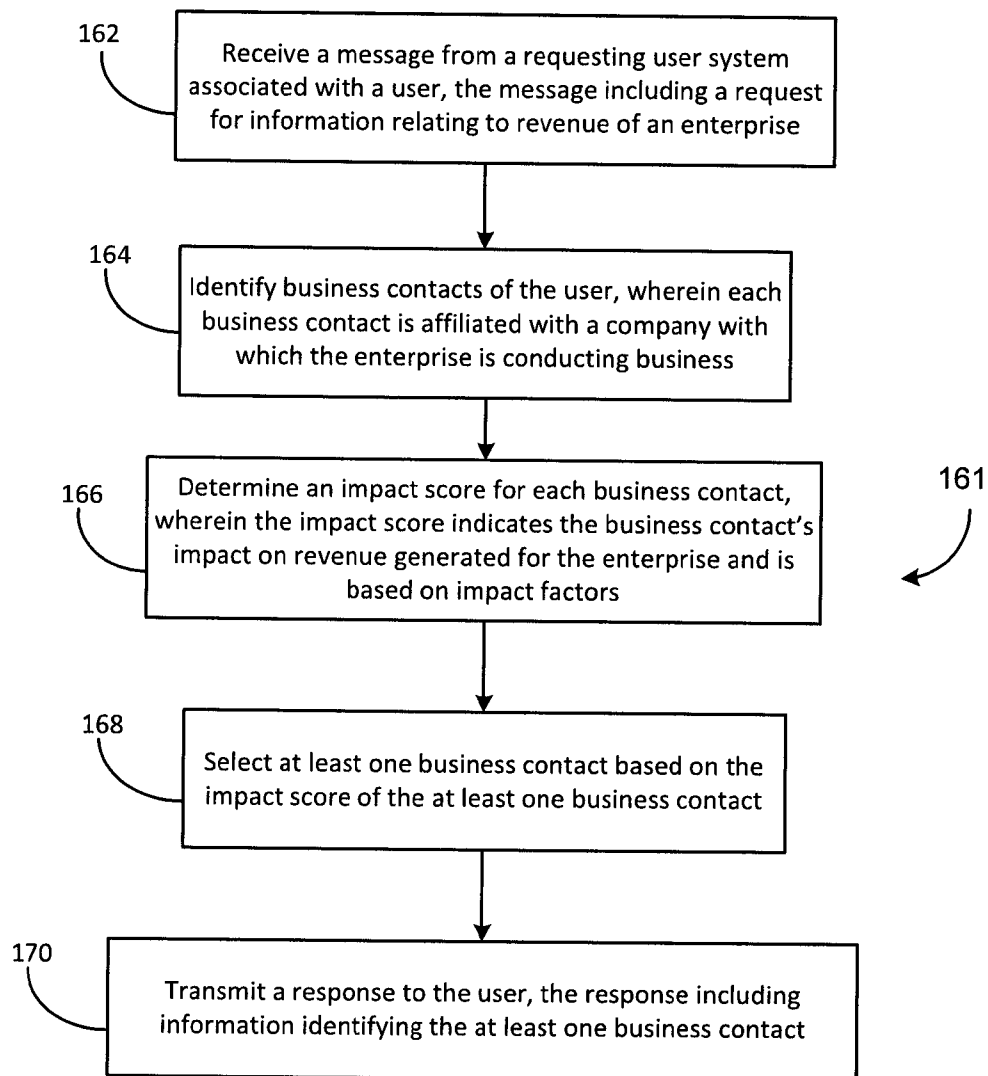 162
Receive a message from a requesting user system
associated with a user, the message including a request
for information relating to revenue of an enterprise
164
Identify business contacts of the user, wherein each
business contact is affiliated with a company with
which the enterprise is conducting business
166
Determine an impact score for each business contact,
wherein the impact score indicates the business contact's
impact on revenue generated for the enterprise and is
based on impact factors
161
168
Select at least one business contact based on the
impact score of the at least one business contact
170
Transmit a response to the user, the response including
information identifying the at least one business contact